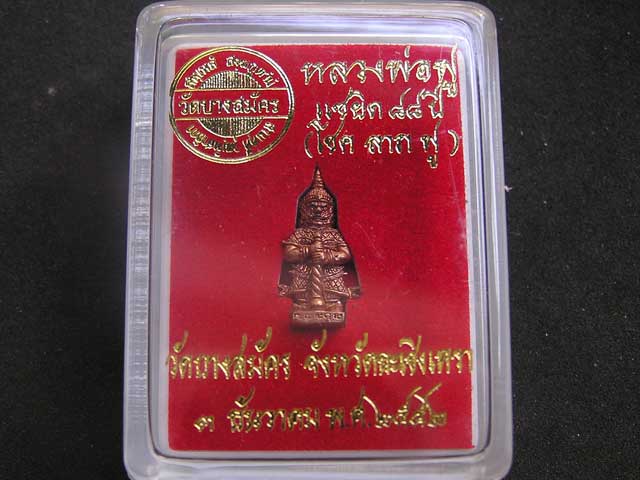 วัดบางสมัคร
หลวงพ่อฟู
แซยิด ๘๘ ปี
(โชค ลาภ ฟู)
วัดบางสมัคร จังหวัดฉะเชิงเทรา
๓ ธันวาคม พ.ศ. ๒๕๕๒